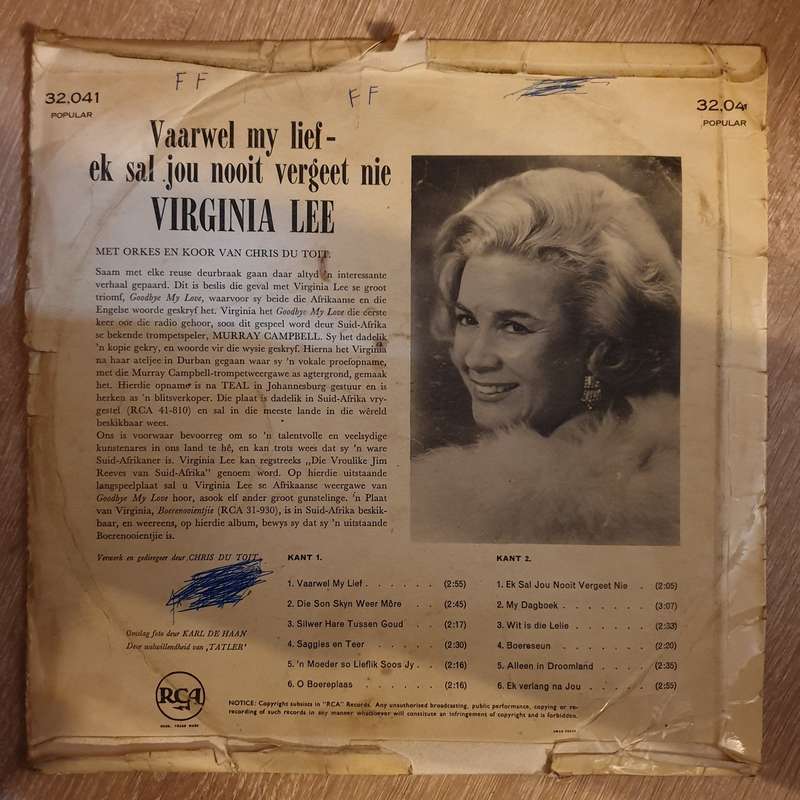 F F
F F
32.041
POPULAR
32.04
POPULAR
Vaarwel my lief-
ek sal jou nooit vergeet nie
VIRGINIA LEE
MET ORKES EN KOOR VAN CHRIS DU TOIT.
Saam met elke reuse deurbraak gaan daar altyd 'n interessante
verhaal gepaard. Dit is beslis die geval met Virginia Lee se groot
triomf, Goodbye My Love, waarvoor sy beide die Afrikaanse en die
Engelse woorde geskryf het. Virginia het Goodbye My Love die eerste
keer oor die radio gehoor, soos dit gespeel word deur Suid-Afrika
se bekende trompetspeler, MURRAY CAMPBELL. Sy het dadelik
'n kopie gekry, en woorde vir die wysie geskryf. Hierna het Virginia
na haar ateljee in Durban gegaan waar sy 'n vokale proefopname,
met die Murray Campbell-trompetweergawe as agtergrond, gemaak
het. Hierdie opname is na TEAL in Johannesburg gestuur en is
herken as 'n blitsverkoper. Die plaat is dadelik in Suid-Afrika vry-
gestel (RCA 41-810) en sal in die meeste lande in die wêreld
beskikbaar wees.
Ons is voorwaar bevoorreg om so 'n talentvolle en veelsydige
kunstenares in ons land te hê, en kan trots wees dat sy 'n ware
Suid-Afrikaner is. Virginia Lee kan regstreeks „Die Vroulike Jim
Reeves van Suid-Afrika" genoem word. Op hierdie uitstaande
langspeelplaat sal u Virginia Lee se Afrikaanse weergawe van
Goodbye My Love hoor, asook elf ander groot gunstelinge. 'n Plaat
van Virginia, Boerenooientjie (RCA 31-930), is in Suid-Afrika beskik-
baar, en weereens, op hierdie album, bewys sy dat sy 'n uitstaande
Boerenooientjie is.
Verwerk en gedirigeer deur CHRIS DU TOIT.
Omslag foto deur KARL DE HAAN
Deur welwillendheid van ,TATLER'
RCA
KANT 1.
1. Vaarwel My Lief . . . . . . (2:55)
2. Die Son Skyn Weer Môre . . . (2:45)
3. Silwer Hare Tussen Goud . . . (2:17)
4. Saggies en Teer . . . . . . (2:30)
5. 'n Moeder so Lieflik Soos Jy . . (2:16)
6. O Boereplaas . . . . . . (2:16)
KANT 2.
1. Ek Sal Jou Nooit Vergeet Nie . (2:05)
2. My Dagboek . . . . . . . (3:07)
3. Wit is die Lelie . . . . . . (2:33)
4. Boereseun . . . . . . . (2:20)
5. Alleen in Droomland . . . . . (2:35)
6. Ek verlang na Jou . . . . . (2:55)
NOTICE: Copyright subsists in "RCA" Records. Any unauthorised broadcasting, public performance, copying or re-
recording of such records in any manner whatsoever will constitute an infringement of copyright and is forbidden.